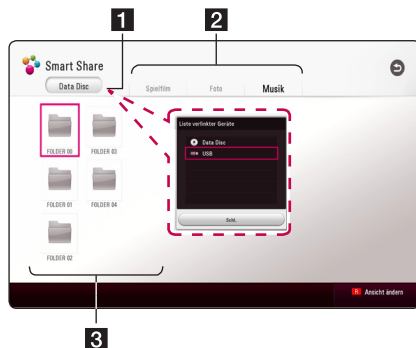 1
2
Smart Share
Data Disc
Spielfilm Foto Musik
Liste verlinkter Geräte
Data Disc
USB USB
Schl.
FOLDER 00 FOLDER 03
FOLDER 01 FOLDER 04
FOLDER 02
R Ansicht ändern
3